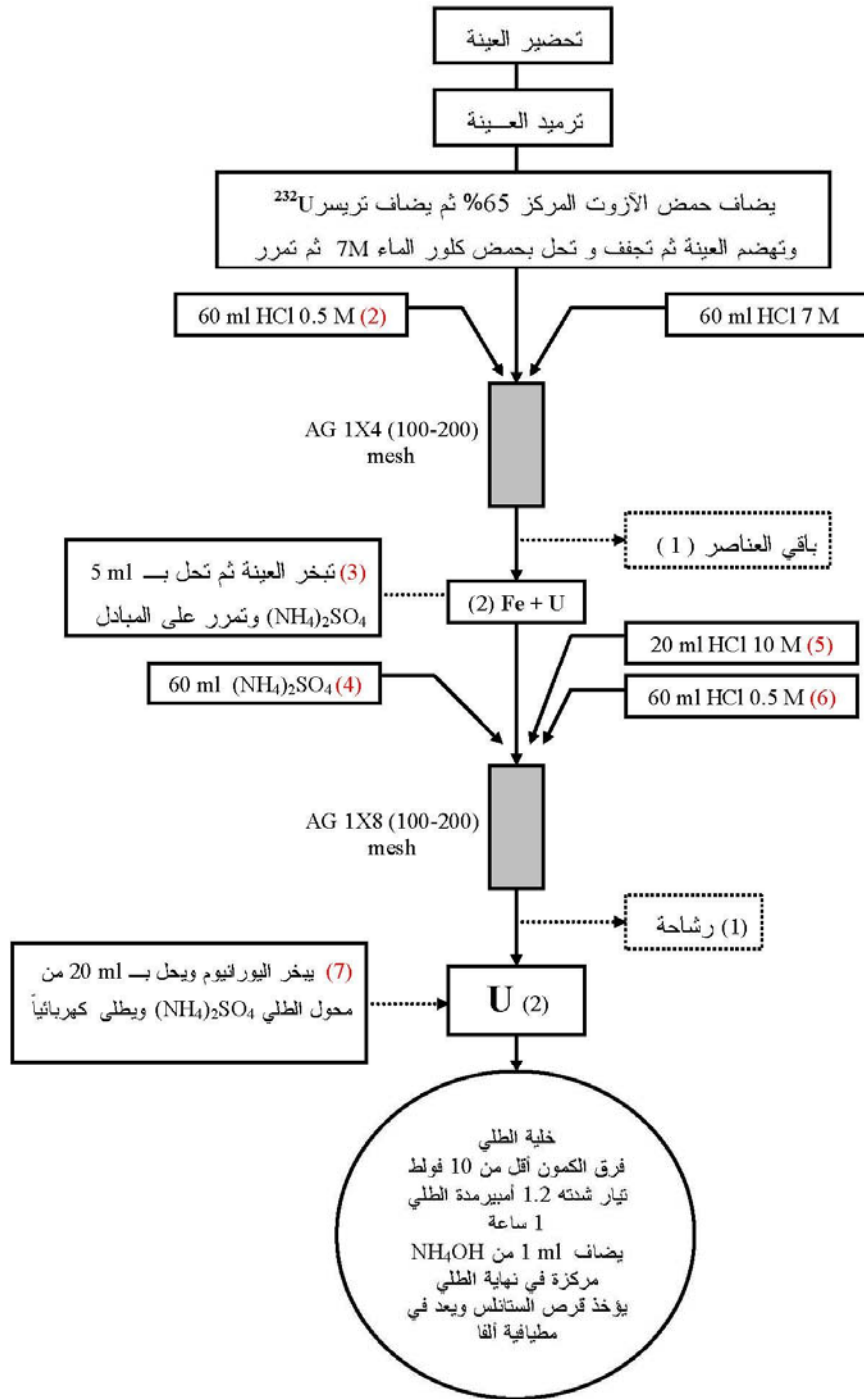 تحضير العينة
ترميد العـــينة
يضاف حمض الآزوت المركز 65% ثم يضاف تريسر ²³²U
وتهضم العينة ثم تجفف و تحل بحمض كلور الماء 7M ثم تمرر
60 ml HCl 0.5 M (2)
60 ml HCl 7 M
AG 1X4 (100-200)
mesh
باقي العناصر ( 1 )
(3) تبخر العينة ثم تحل بـــ 5 ml
(NH₄)₂SO₄ وتمرر على المبادل
(2) Fe + U
20 ml HCl 10 M (5)
60 ml (NH₄)₂SO₄ (4)
60 ml HCl 0.5 M (6)
AG 1X8 (100-200)
mesh
(1) رشاحة
(7) يبخر اليورانيوم ويحل بـــ 20 ml من
محول الطلي (NH₄)₂SO₄ ويطلى كهربائياً
U (2)
خلية الطلي
فرق الكمون أقل من 10 فولط
تيار شدته 1.2 أمبيرمدة الطلي
1 ساعة
يضاف 1 ml من NH₄OH
مركزة في نهاية الطلي
يؤخذ قرص الستانلس ويعد في
مطيافية ألفا